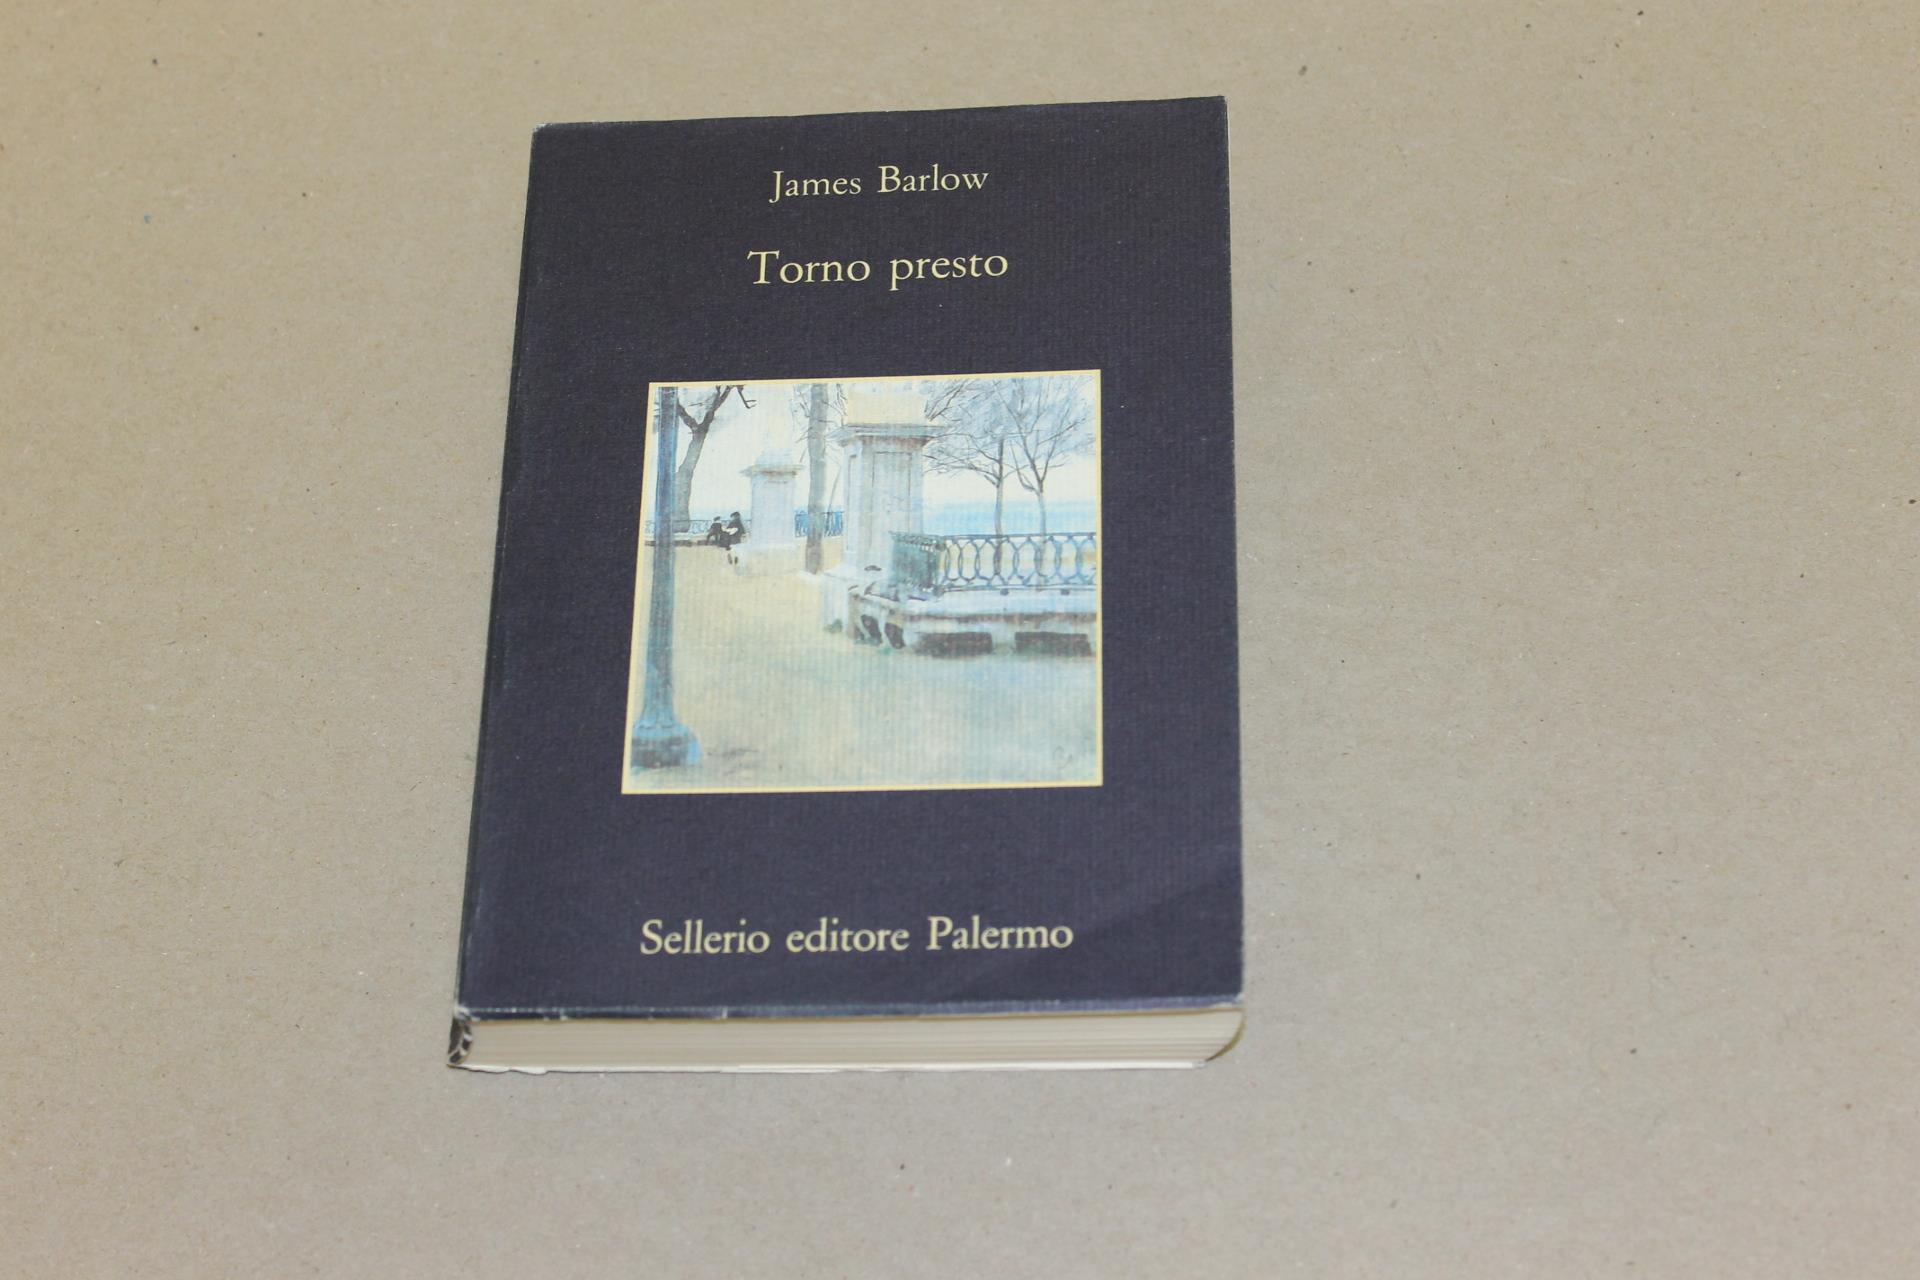 James Barlow
Torno presto
Sellerio editore Palermo